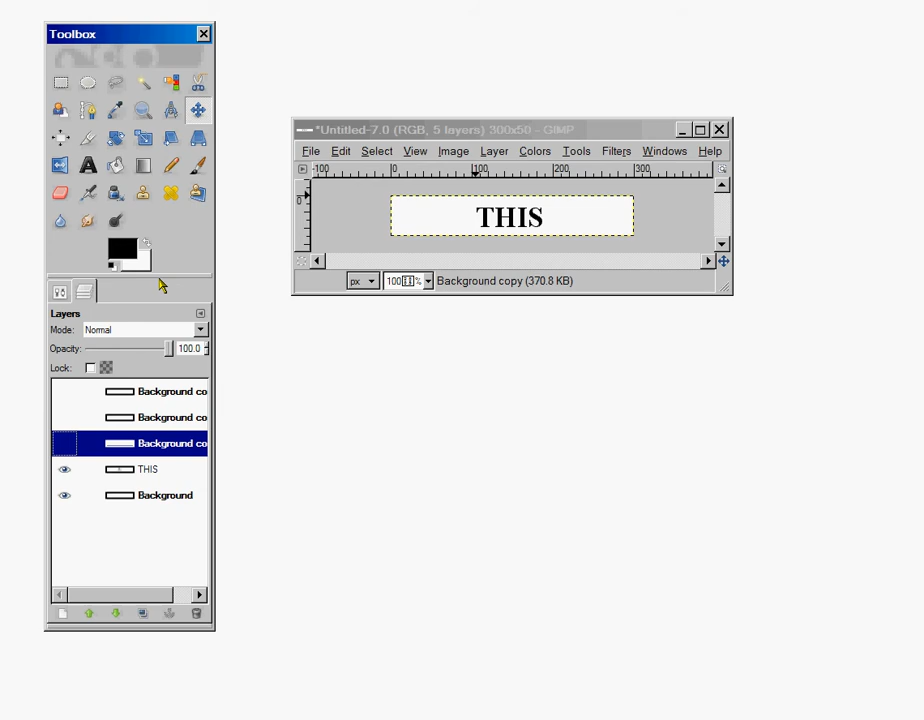 Toolbox
Layers
Mode: Normal
Opacity: 100.0
Lock:
Background co
Background co
Background co
THIS
Background
*Untitled-7.0 (RGB, 5 layers) 300x50 - GIMP
File Edit Select View Image Layer Colors Tools Filters Windows Help
-100 0 100 200 300
0
THIS
px 100 % Background copy (370.8 KB)